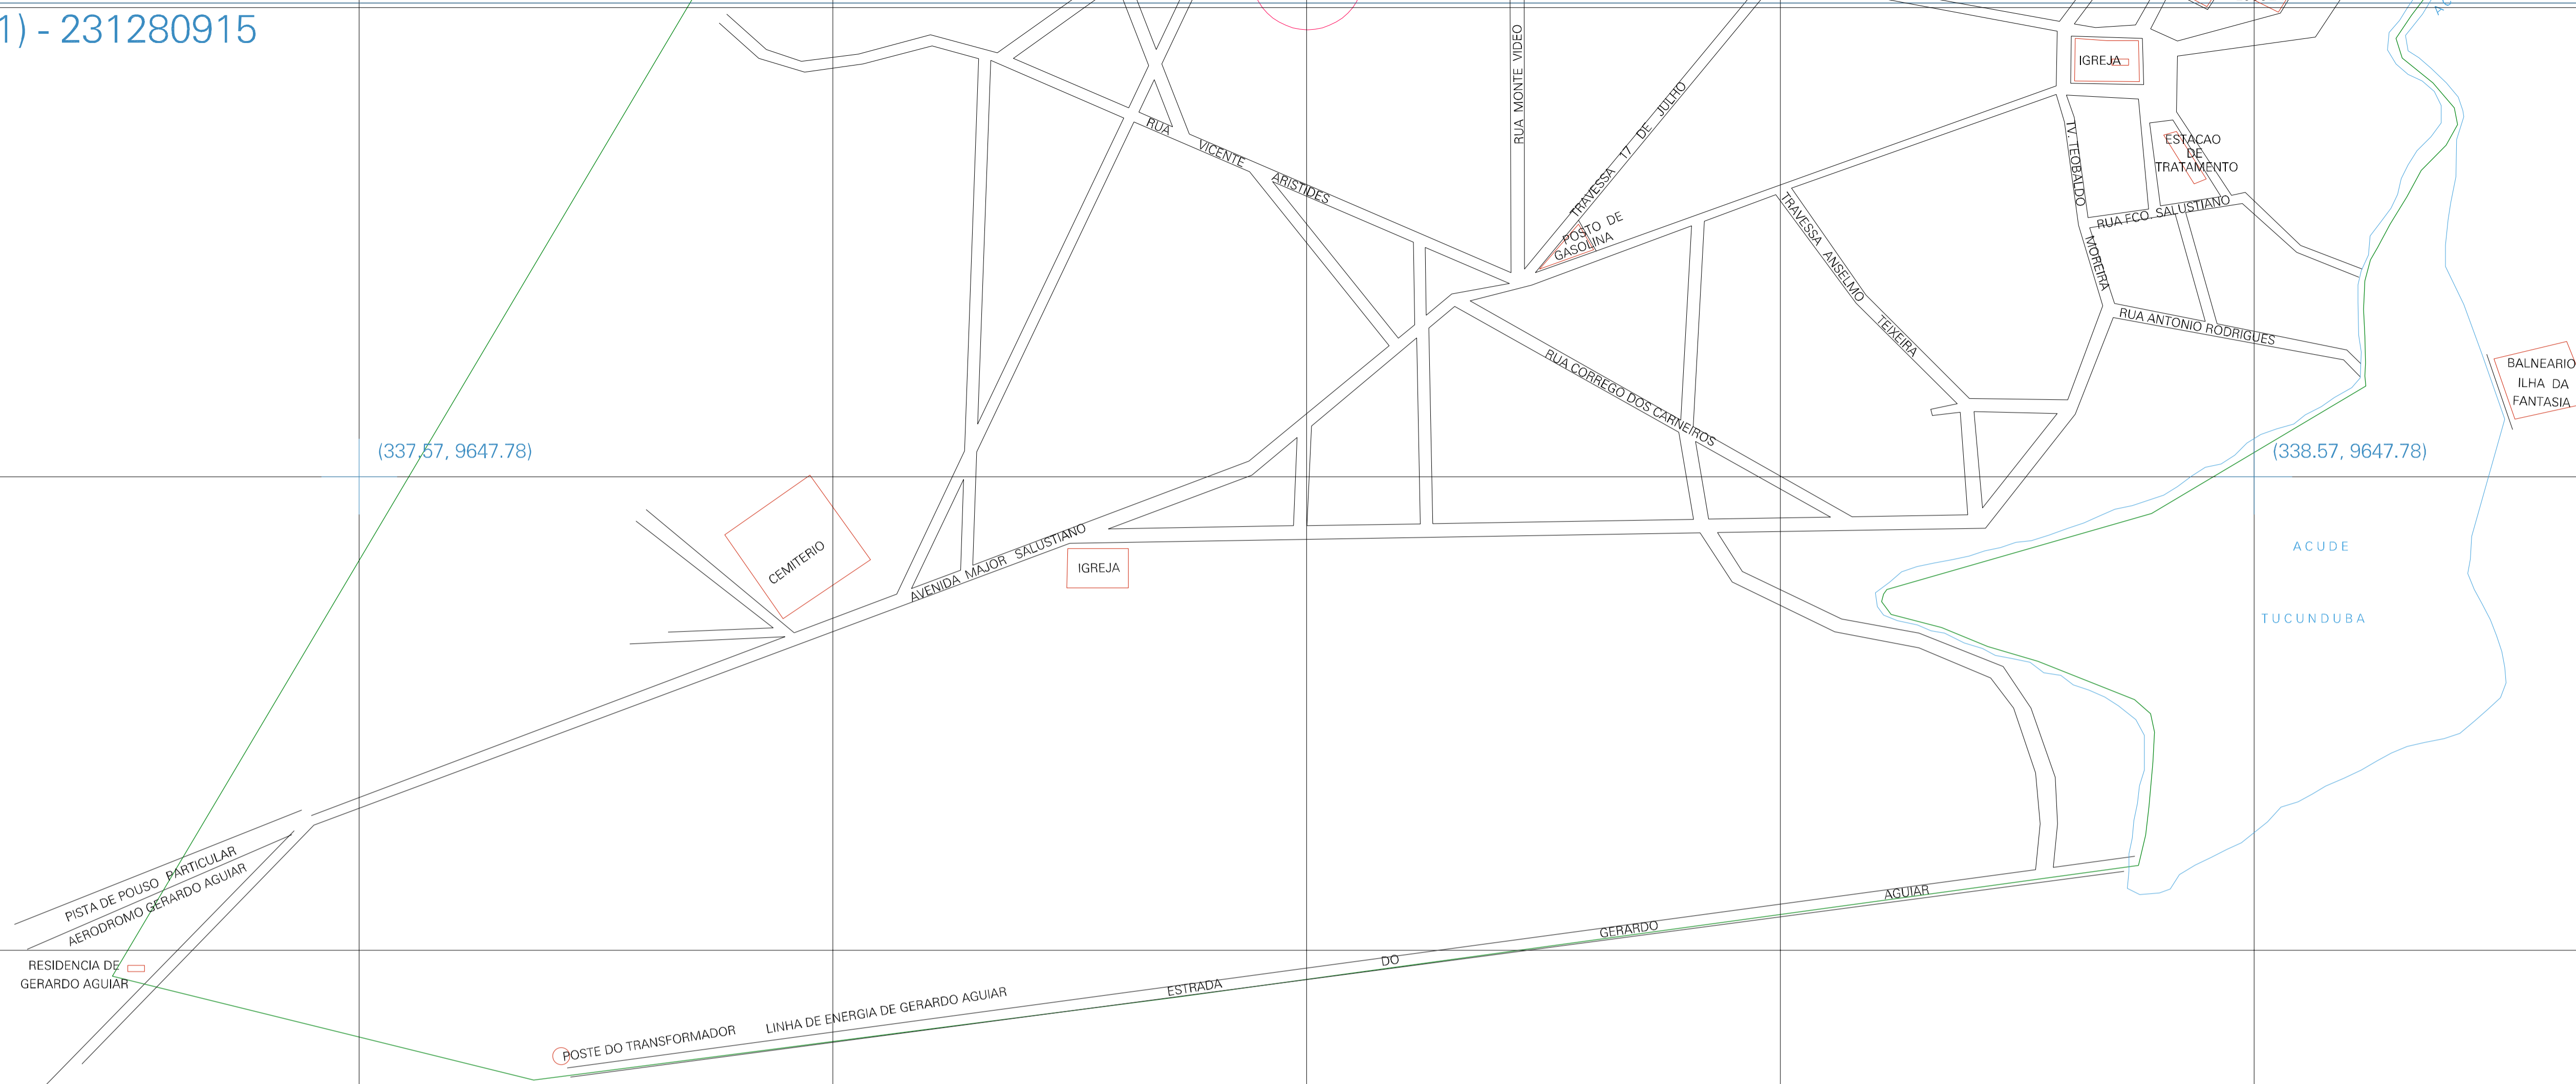 1) - 231280915
RUA MONTE VIDEO
IGREJA
TRAVESSA 17 DE JULHO
RUA VICENTE ARISTIDES
TV. TEOBALDO MOREIRA
ESTACAO
DE
TRATAMENTO
RUA FCO. SALUSTIANO
POSTO DE
GASOLINA
TRAVESSA ANSELMO TEIXEIRA
RUA ANTONIO RODRIGUES
RUA CORREGO DOS CARNEIROS
BALNEARIO
ILHA DA
FANTASIA
(337.57, 9647.78)
(338.57, 9647.78)
CEMITERIO
AVENIDA MAJOR SALUSTIANO
IGREJA
ACUDE
TUCUNDUBA
PISTA DE POUSO PARTICULAR
AERODROMO GERARDO AGUIAR
RESIDENCIA DE
GERARDO AGUIAR
POSTE DO TRANSFORMADOR
LINHA DE ENERGIA DE GERARDO AGUIAR
ESTRADA DO GERARDO AGUIAR